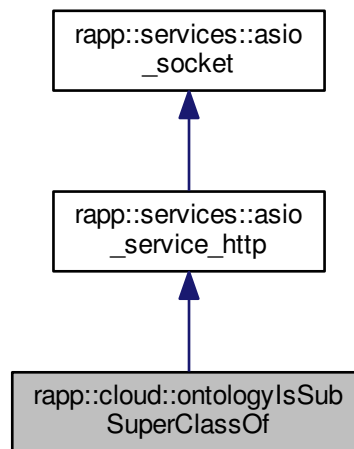 rapp::services::asio
_socket
rapp::services::asio
_service_http
rapp::cloud::ontologyIsSub
SuperClassOf